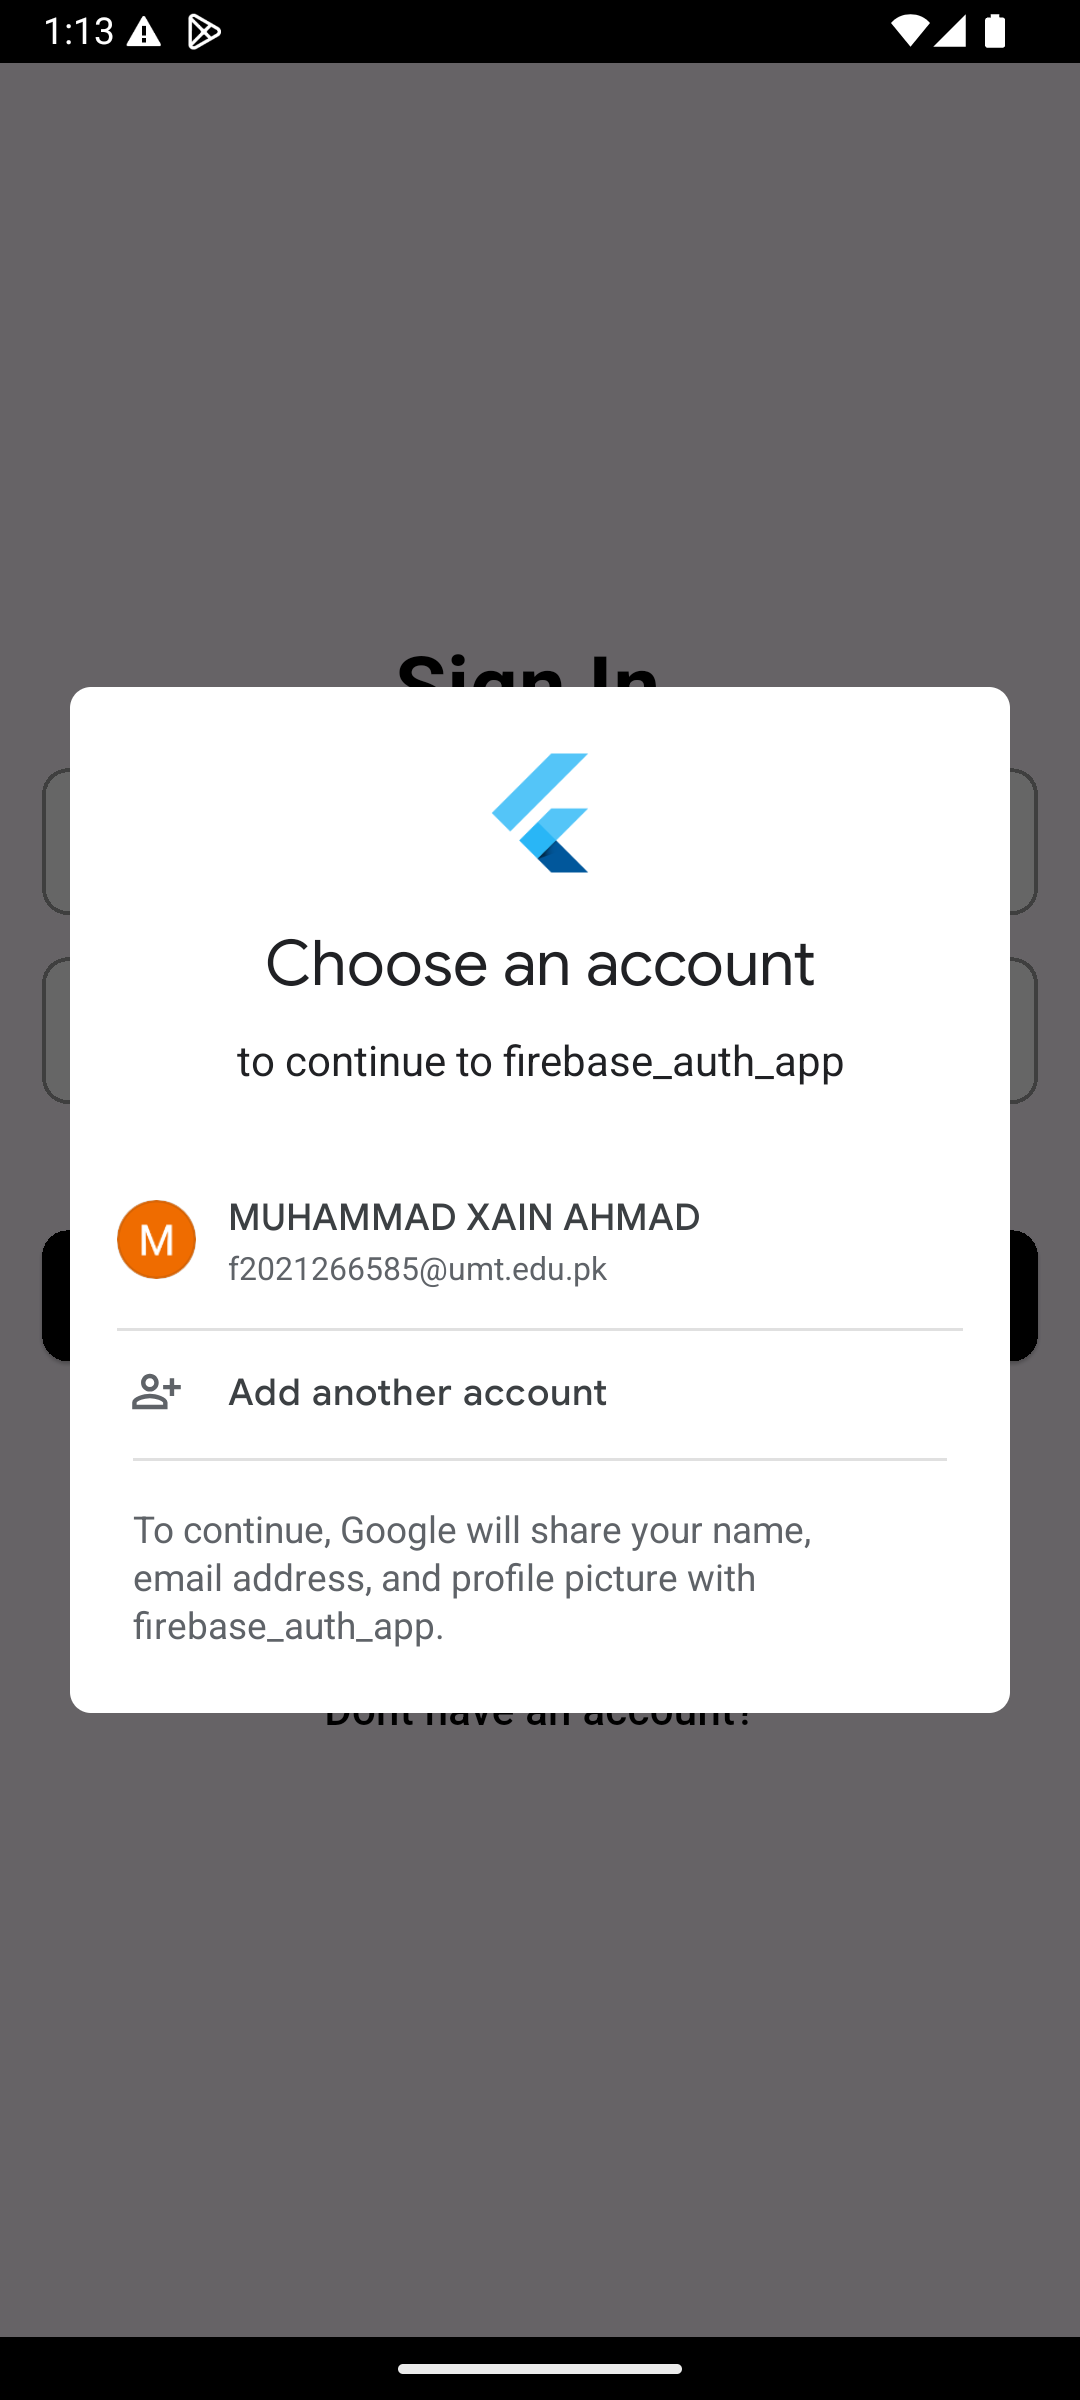 1:13
Sign In
Choose an account
to continue to firebase_auth_app
M
MUHAMMAD XAIN AHMAD
f2021266585@umt.edu.pk
Add another account
To continue, Google will share your name,
email address, and profile picture with
firebase_auth_app.
Dont have an account?